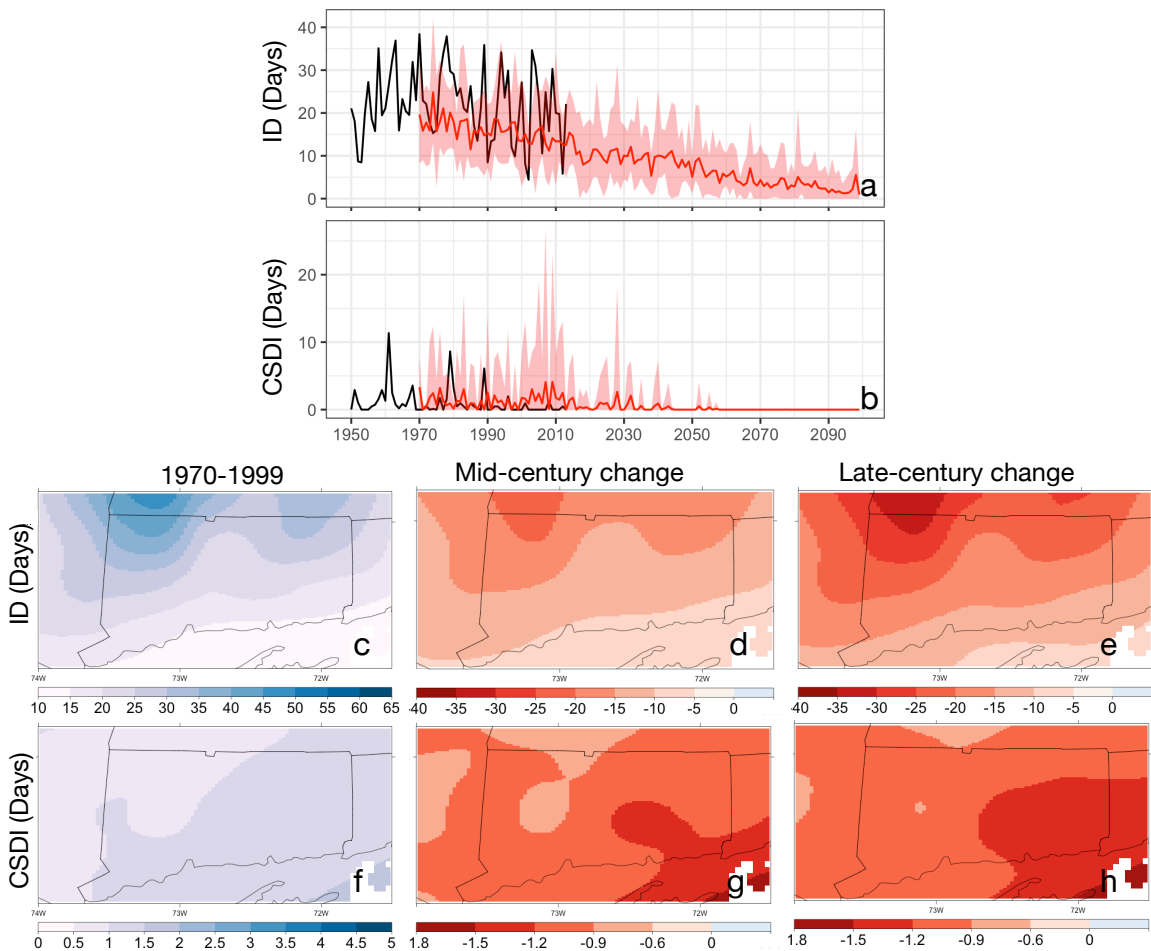 ID (Days)
40
30
20
10
0
a
CSDI (Days)
20
10
0
b
1950 1970 1990 2010 2030 2050 2070 2090
1970-1999 Mid-century change Late-century change
ID (Days)
c d e
74W 73W 72W 73W 72W 73W 72W
10 15 20 25 30 35 40 45 50 55 60 65
40 -35 -30 -25 -20 -15 -10 -5 0
40 -35 -30 -25 -20 -15 -10 -5 0
CSDI (Days)
f g h
74W 73W 72W 73W 72W 73W 72W
0 0.5 1 1.5 2 2.5 3 3.5 4 4.5 5
1.8 -1.5 -1.2 -0.9 -0.6 0
1.8 -1.5 -1.2 -0.9 -0.6 0